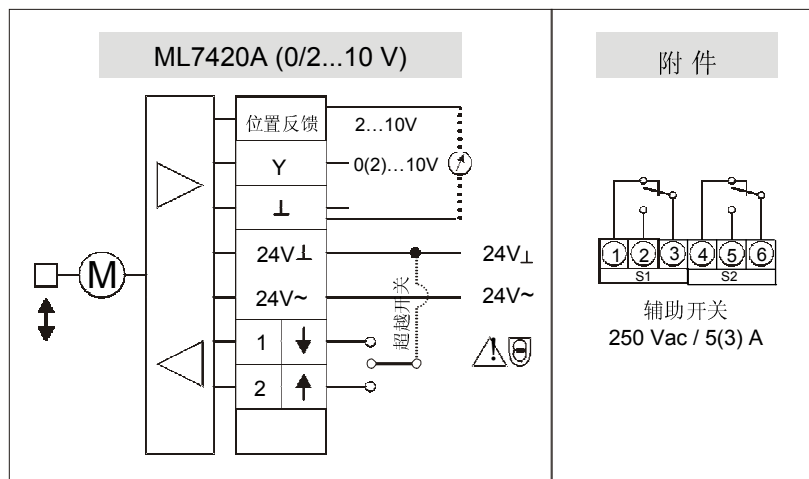 ML7420A (0/2...10 V)
位置反馈 2…10V
Y 0(2)…10V
⊥
24V⊥ 24V⊥
24V~ 24V~
超越开关
M
1
2
附 件
1 2 3 4 5 6
S1 S2
辅助开关
250 Vac / 5(3) A